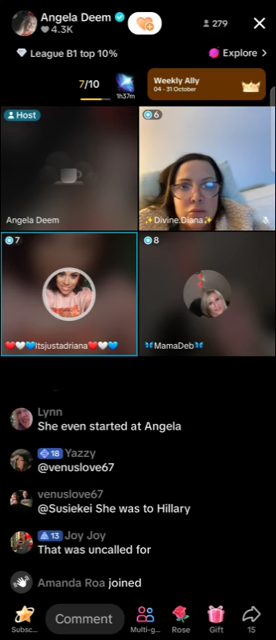 Angela Deem
4.3K
279
League B1 top 10%
Explore >
7/10
1h37m
Weekly Ally
04 - 31 October
Host
6
Angela Deem
✨Divine.Diana✨
7
8
❤️🤍💙Itsjustadriana❤️🤍💙
🦋MamaDeb🦋
Lynn
She even started at Angela
18 Yazzy
@venuslove67
venuslove67
@Susiekei She was to Hillary
13 Joy Joy
That was uncalled for
Amanda Roa joined
Subsc...
Comment
Multi-g...
Rose
Gift
15